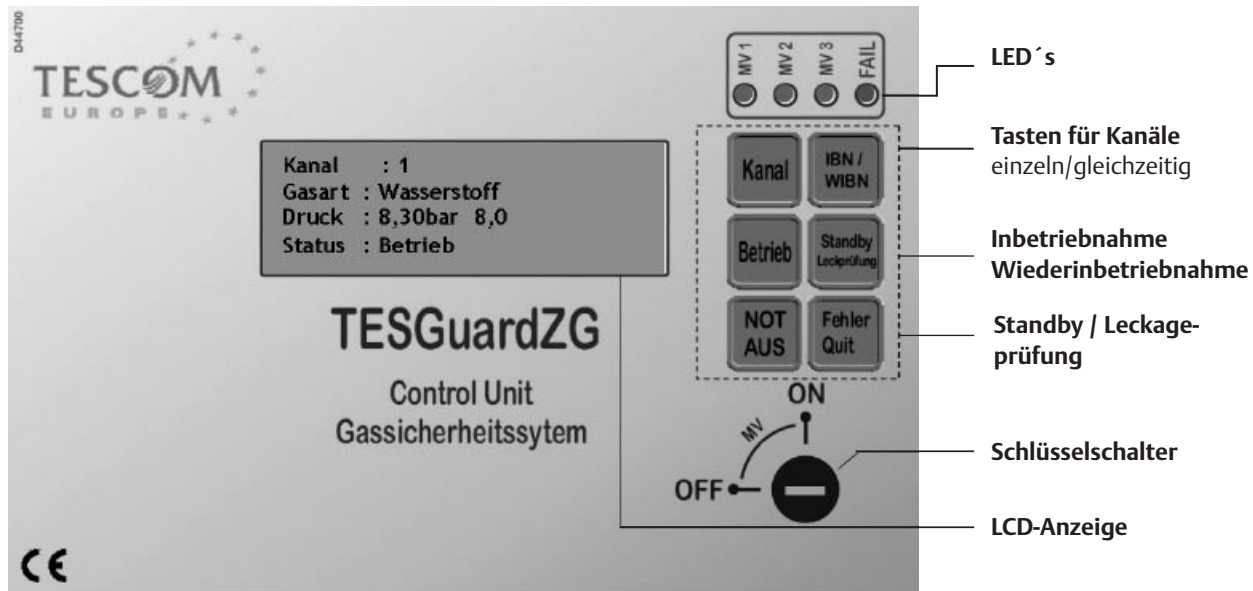 D44700
TESCOM
EUROPE
MV 1
MV 2
MV 3
FAIL
LED´s
Kanal : 1
Gasart : Wasserstoff
Druck : 8,30bar 8,0
Status : Betrieb
Kanal
IBN /
WIBN
Tasten für Kanäle
einzeln/gleichzeitig
Betrieb
Standby
Leckprüfung
Inbetriebnahme
Wiederinbetriebnahme
NOT
AUS
Fehler
Quit
Standby / Leckage-
prüfung
TESGuardZG
Control Unit
Gassicherheitssytem
ON
MV
OFF
Schlüsselschalter
LCD-Anzeige
CE